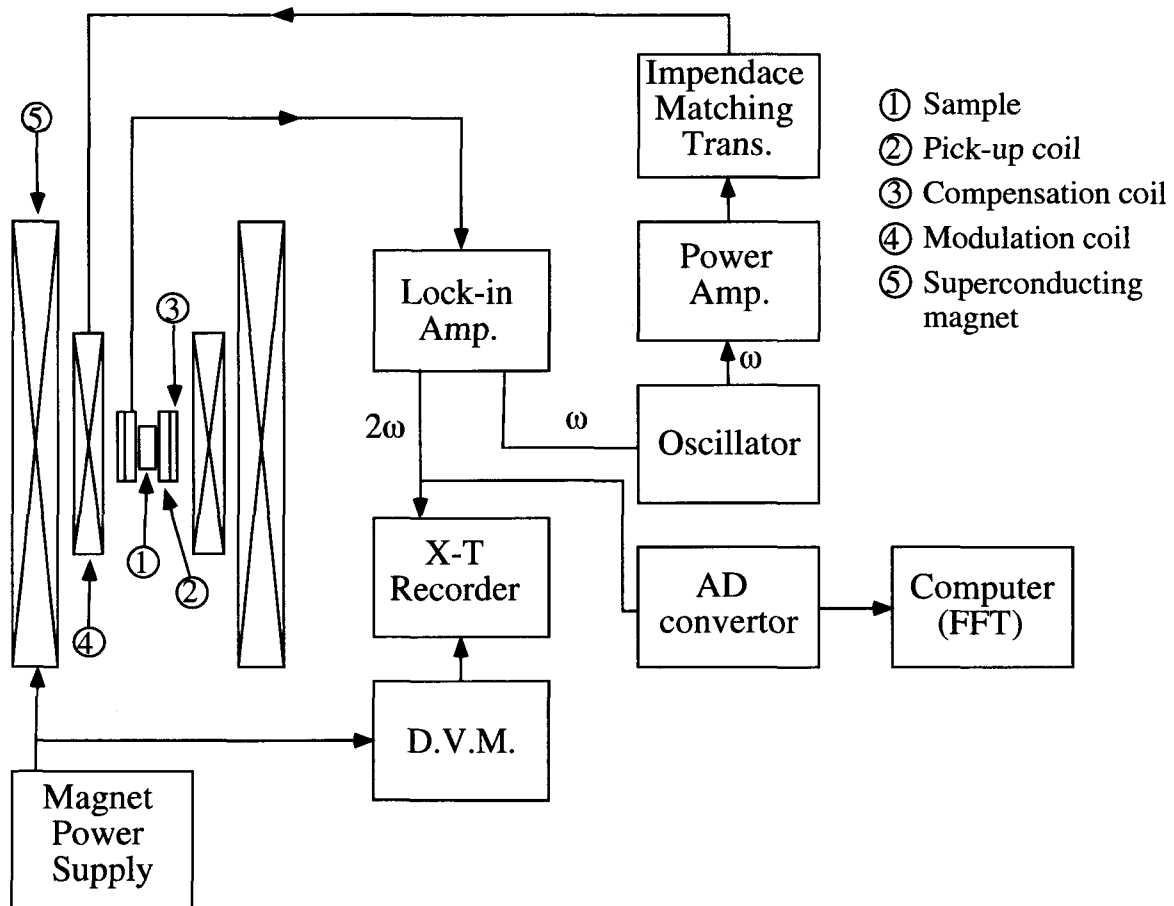 Impendace
Matching
Trans.
① Sample
② Pick-up coil
③ Compensation coil
④ Modulation coil
⑤ Superconducting
magnet
⑤
③
Lock-in
Amp.
Power
Amp.
ω
2ω
ω
Oscillator
①
②
④
X-T
Recorder
AD
convertor
Computer
(FFT)
D.V.M.
Magnet
Power
Supply